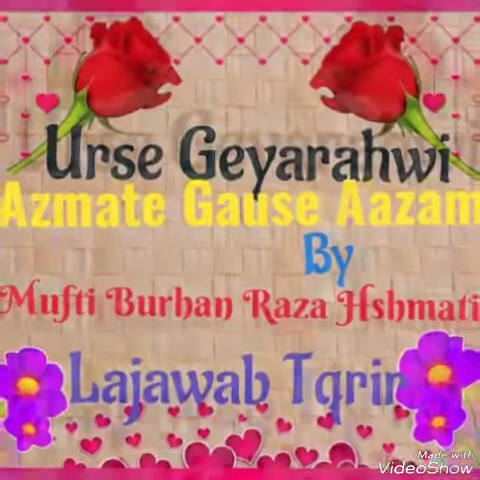 Urse Geyarahwi
Azmate Gause Aazam
By
Mufti Burhan Raza Hshmati
Lajawab Tqrir
Made with
VideoShow